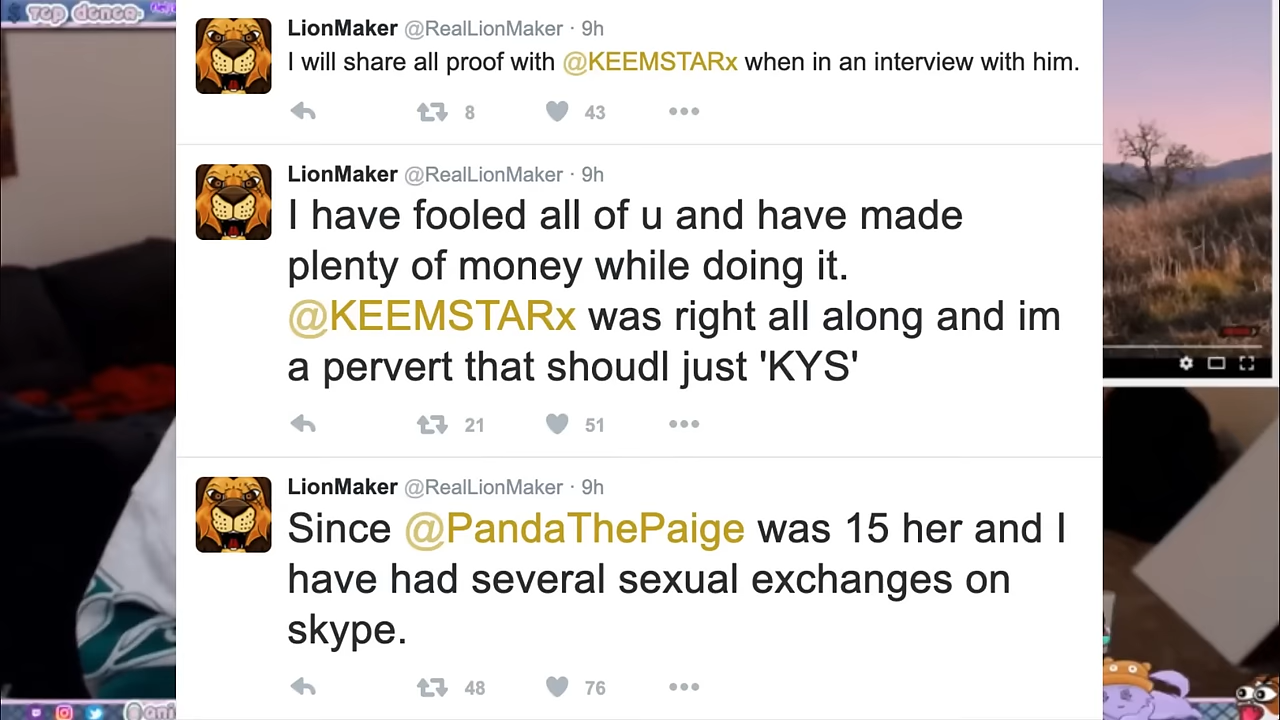 TOP DONOR:
LionMaker @RealLionMaker · 9h
I will share all proof with @KEEMSTARx when in an interview with him.
8 43
LionMaker @RealLionMaker · 9h
I have fooled all of u and have made
plenty of money while doing it.
@KEEMSTARx was right all along and im
a pervert that shoudl just 'KYS'
21 51
LionMaker @RealLionMaker · 9h
Since @PandaThePaige was 15 her and I
have had several sexual exchanges on
skype.
48 76